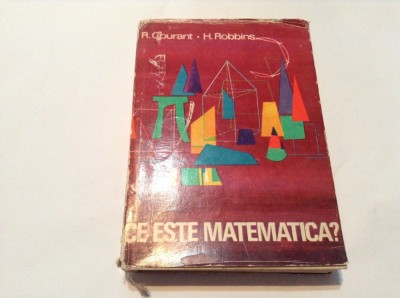 R. Courant • H. Robbins
CE ESTE MATEMATICA?